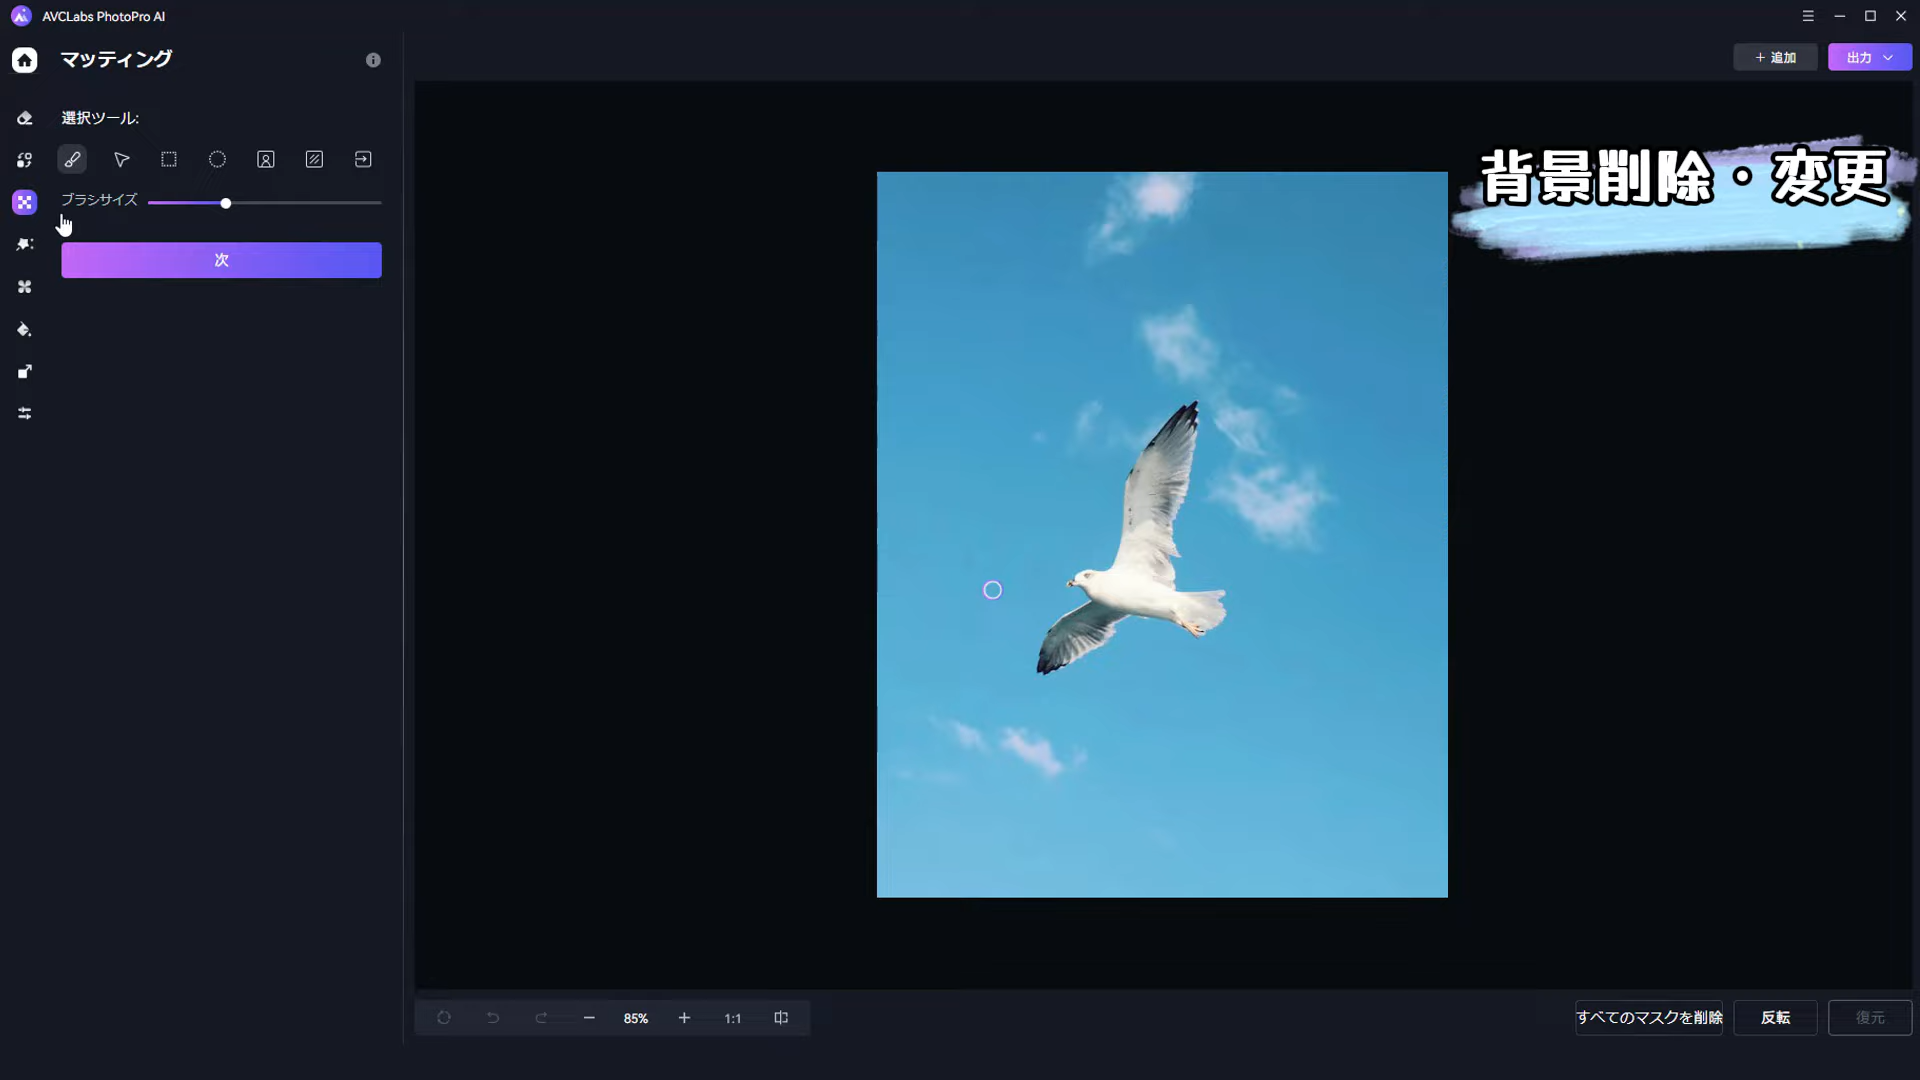 AVCLabs PhotoPro AI
マッティング
追加
出力
選択ツール:
背景削除・変更
ブラシサイズ
次
85%
1:1
すべてのマスクを削除
反転
復元